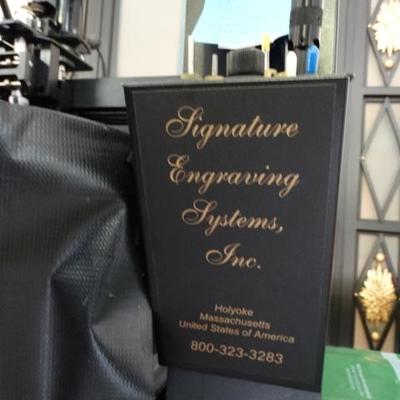 Signature
Engraving
Systems,
Inc.
Holyoke
Massachusetts
United States of America
800-323-3283